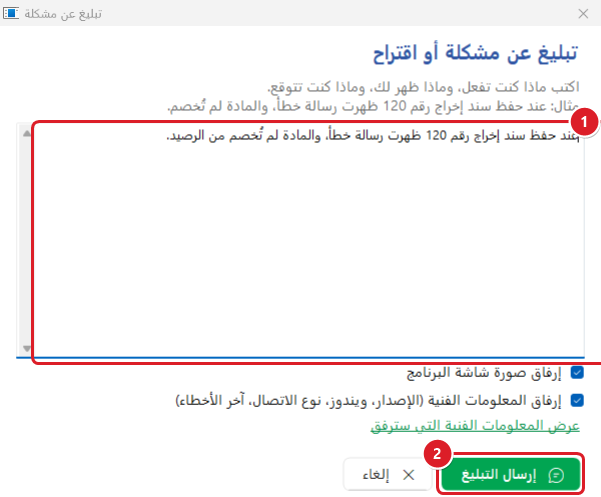 تبليغ عن مشكلة
تبليغ عن مشكلة أو اقتراح
اكتب ماذا كنت تفعل، وماذا ظهر لك، وماذا كنت تتوقع.
مثال: عند حفظ سند إخراج رقم 120 ظهرت رسالة خطأ، والمادة لم تُخصم.
1
عند حفظ سند إخراج رقم 120 ظهرت رسالة خطأ، والمادة لم تُخصم من الرصيد.
إرفاق صورة شاشة البرنامج
إرفاق المعلومات الفنية (الإصدار، ويندوز، نوع الاتصال، آخر الأخطاء)
عرض المعلومات الفنية التي سترفق
2
إرسال التبليغ
إلغاء